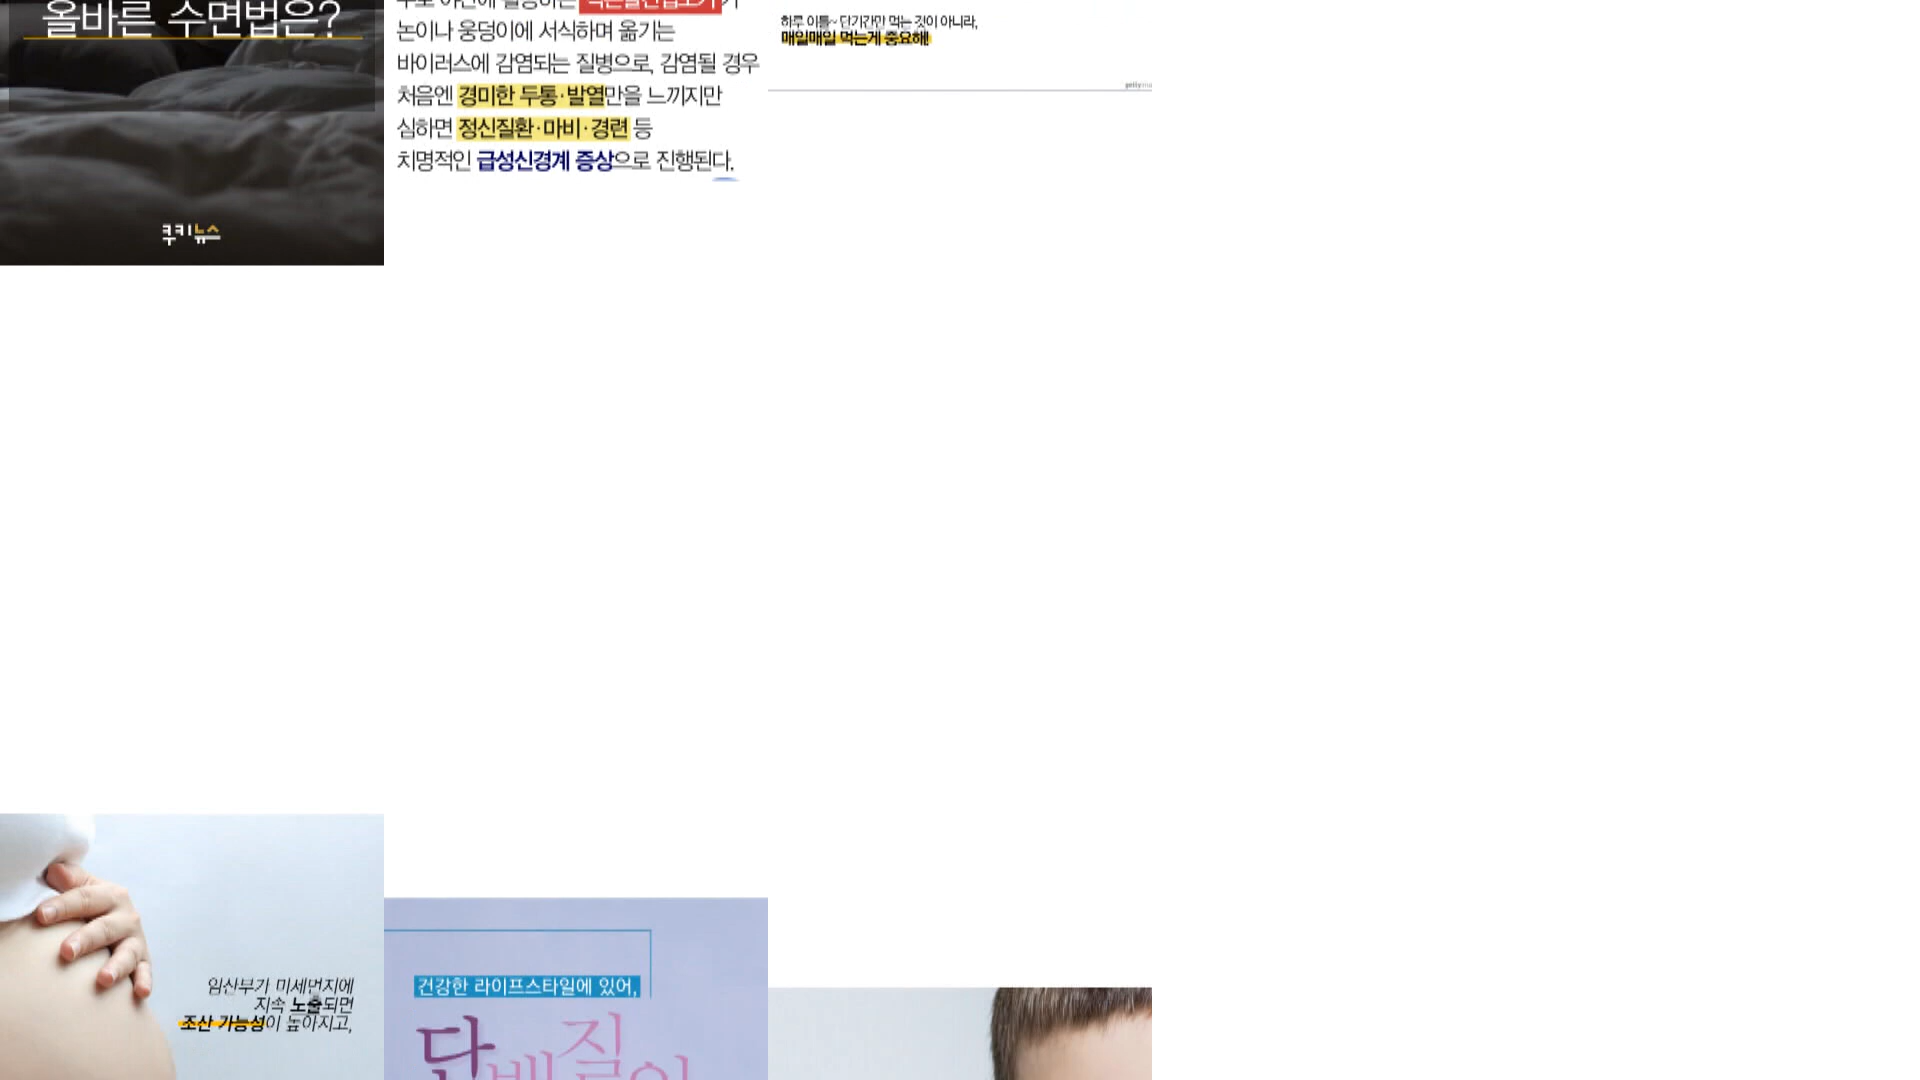 올바른 수면법은?
쿠키뉴스
논이나 웅덩이에 서식하며 옮기는
바이러스에 감염되는 질병으로, 감염될 경우
처음엔 경미한 두통·발열만을 느끼지만
심하면 정신질환·마비·경련 등
치명적인 급성신경계 증상으로 진행된다.
하루 이틀~ 단기간만 먹는 것이 아니라,
매일매일 먹는게 중요해!
임산부가 미세먼지에
지속 노출되면
조산 가능성이 높아지고,
건강한 라이프스타일에 있어,
단백질